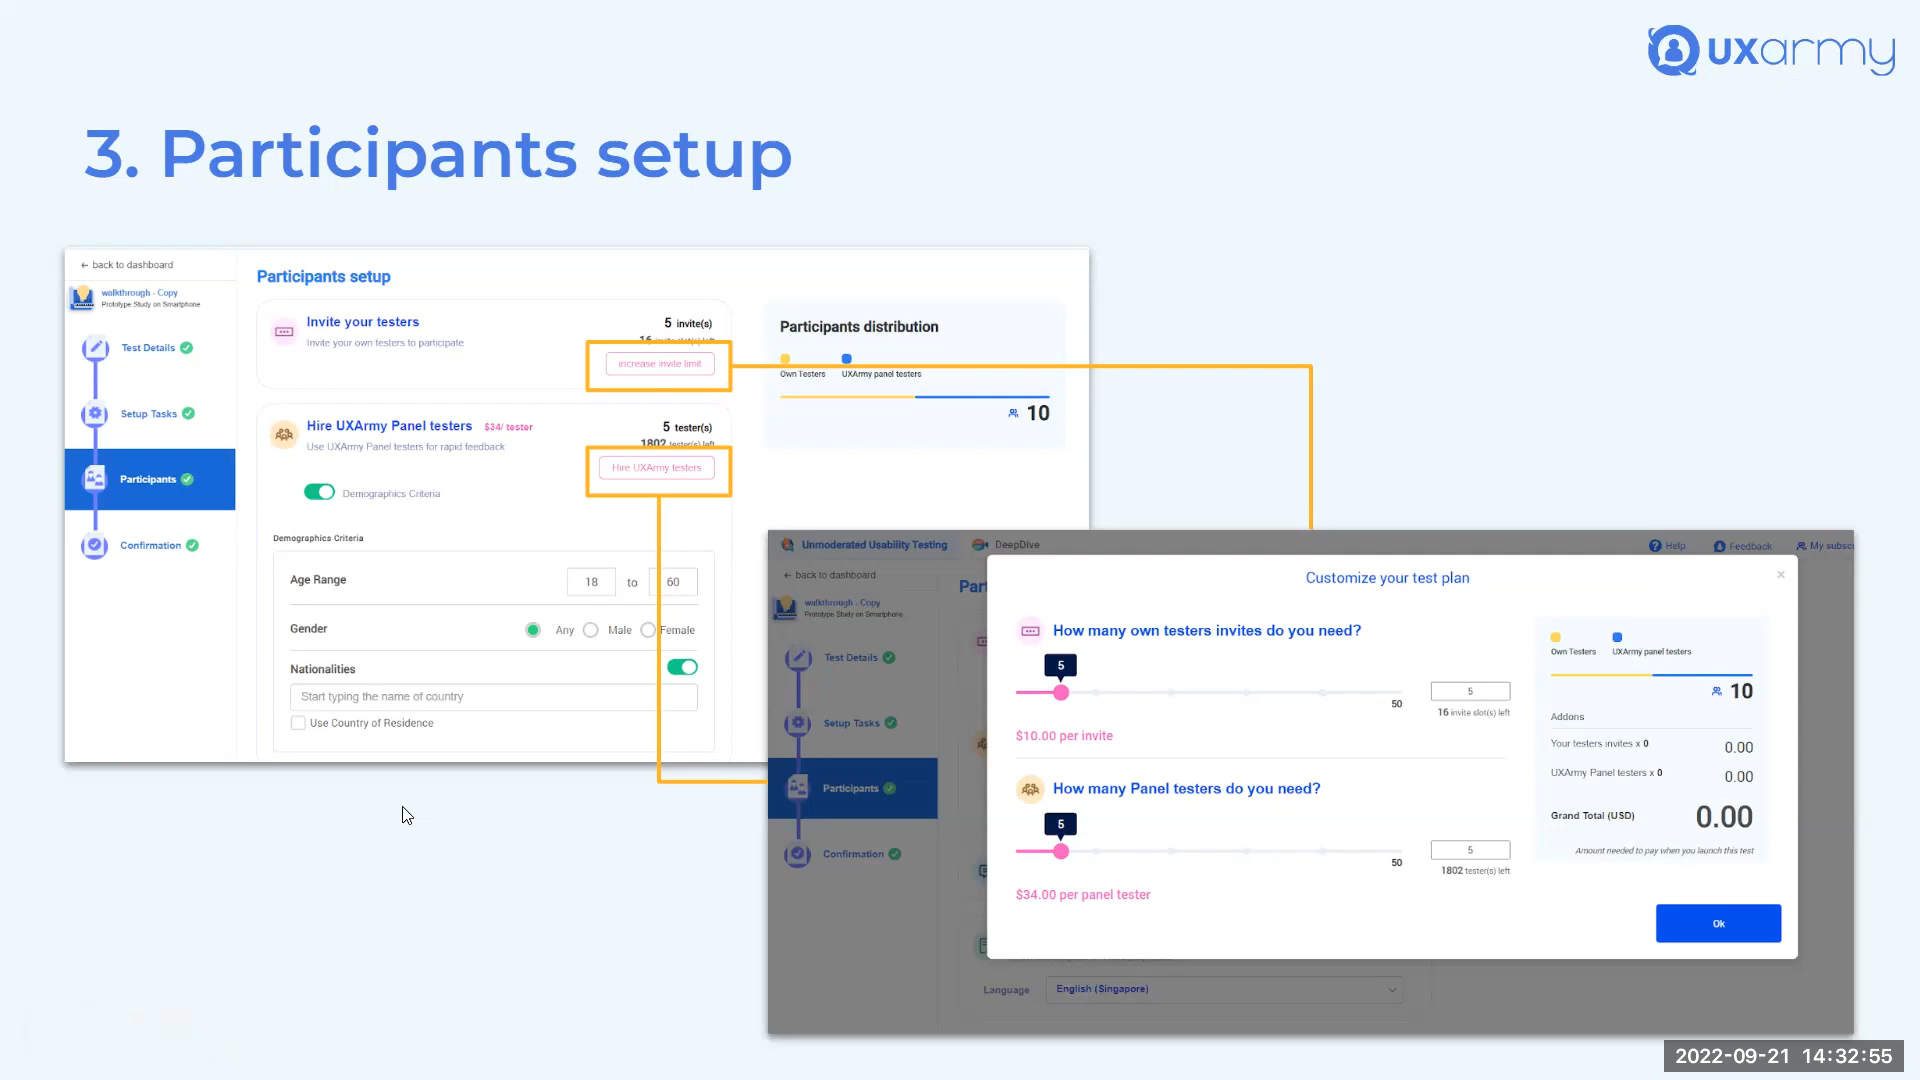 UXarmy
3. Participants setup
← back to dashboard
walkthrough - Copy
Prototype Study on Smartphone
Test Details
Setup Tasks
Participants
Confirmation
Participants setup
Invite your testers
Invite your own testers to participate
5 invite(s)
16 invite slot(s) left
increase invite limit
Hire UXArmy Panel testers $34/ tester
Use UXArmy Panel testers for rapid feedback
5 tester(s)
1802 tester(s) left
Hire UXArmy testers
Demographics Criteria
Demographics Criteria
Age Range 18 to 60
Gender Any Male Female
Nationalities
Start typing the name of country
Use Country of Residence
Participants distribution
Own Testers UXArmy panel testers
10
Unmoderated Usability Testing DeepDive Help Feedback My subsc
← back to dashboard
walkthrough - Copy
Prototype Study on Smartphone
Test Details
Setup Tasks
Participants
Confirmation
Part
Customize your test plan ×
How many own testers invites do you need?
5
50
5
16 invite slot(s) left
$10.00 per invite
How many Panel testers do you need?
5
50
5
1802 tester(s) left
$34.00 per panel tester
Own Testers UXArmy panel testers
10
Addons
Your testers invites x 0 0.00
UXArmy Panel testers x 0 0.00
Grand Total (USD) 0.00
Amount needed to pay when you launch this test
Ok
Language English (Singapore)
2022-09-21 14:32:55